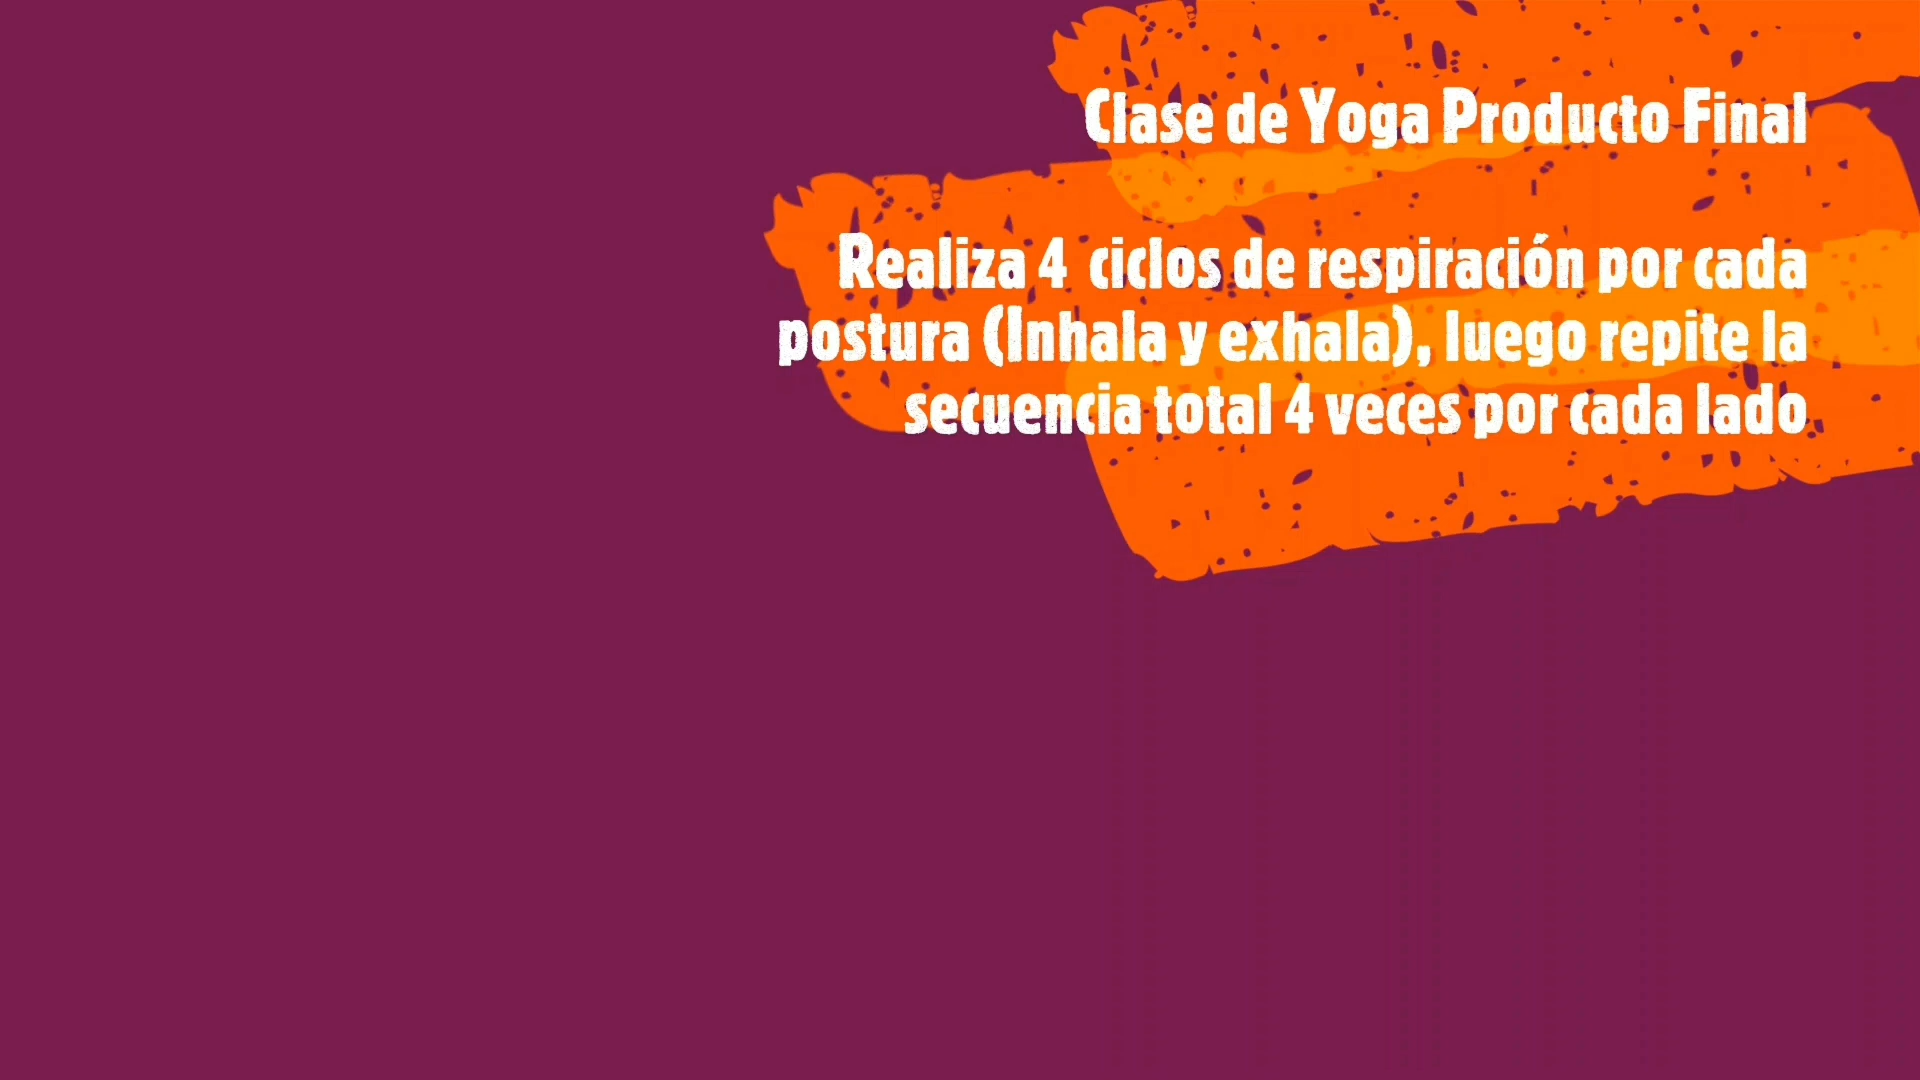 Clase de Yoga Producto Final
Realiza 4 ciclos de respiración por cada
postura (Inhala y exhala), luego repite la
secuencia total 4 veces por cada lado